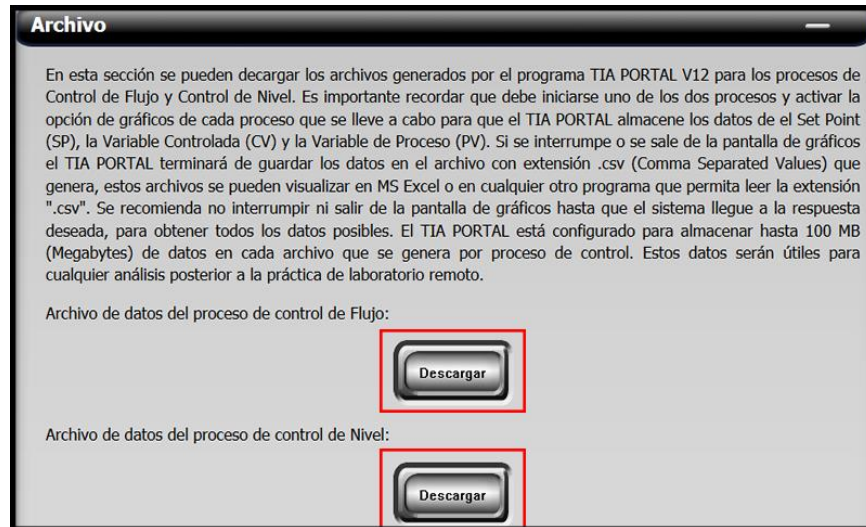 Archivo
En esta sección se pueden decargar los archivos generados por el programa TIA PORTAL V12 para los procesos de
Control de Flujo y Control de Nivel. Es importante recordar que debe iniciarse uno de los dos procesos y activar la
opción de gráficos de cada proceso que se lleve a cabo para que el TIA PORTAL almacene los datos de el Set Point
(SP), la Variable Controlada (CV) y la Variable de Proceso (PV). Si se interrumpe o se sale de la pantalla de gráficos
el TIA PORTAL terminará de guardar los datos en el archivo con extensión .csv (Comma Separated Values) que
genera, estos archivos se pueden visualizar en MS Excel o en cualquier otro programa que permita leer la extensión
".csv". Se recomienda no interrumpir ni salir de la pantalla de gráficos hasta que el sistema llegue a la respuesta
deseada, para obtener todos los datos posibles. El TIA PORTAL está configurado para almacenar hasta 100 MB
(Megabytes) de datos en cada archivo que se genera por proceso de control. Estos datos serán útiles para
cualquier análisis posterior a la práctica de laboratorio remoto.
Archivo de datos del proceso de control de Flujo:
Descargar
Archivo de datos del proceso de control de Nivel:
Descargar